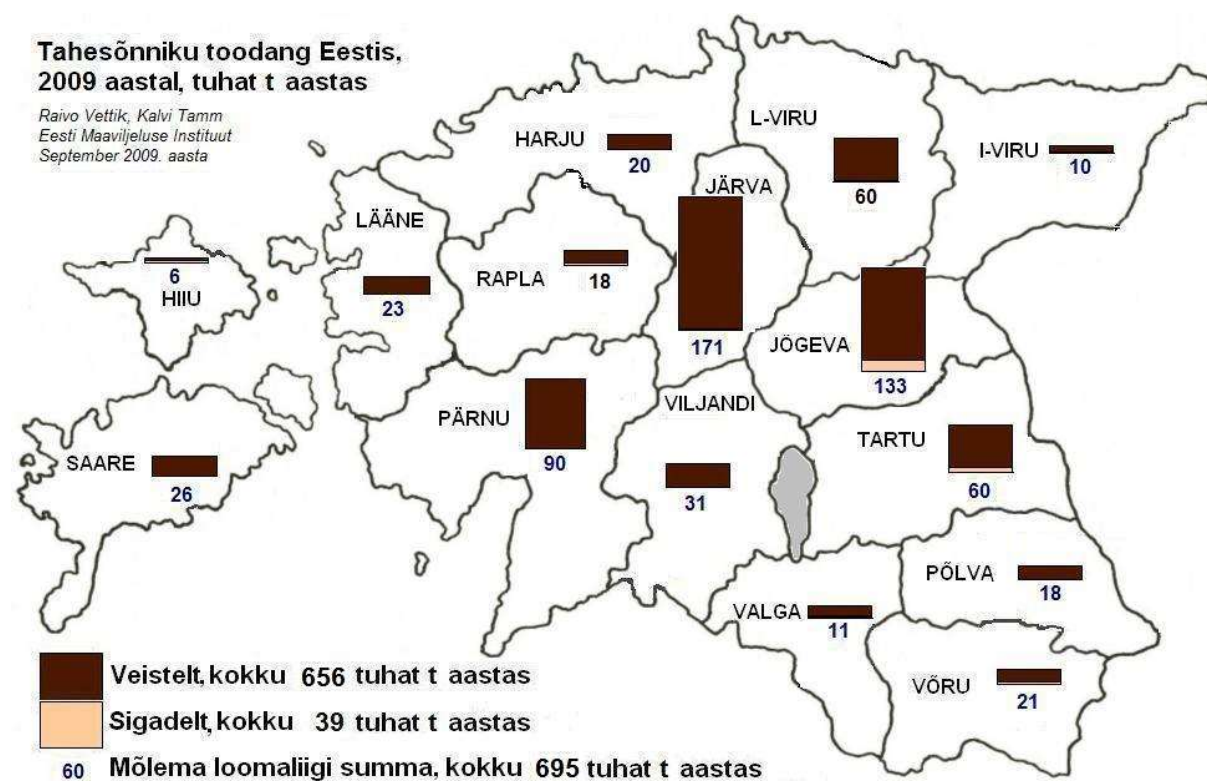 Tahesõnniku toodang Eestis,
2009 aastal, tuhat t aastas
Raivo Vettik, Kalvi Tamm
Eesti Maaviljeluse Instituut
September 2009. aasta
L-VIRU
60
HARJU
20
I-VIRU
10
JÄRVA
171
LÄÄNE
23
RAPLA
18
6
HIIU
JÕGEVA
133
VILJANDI
31
PÄRNU
90
TARTU
60
SAARE
26
PÕLVA
18
VALGA
11
VÕRU
21
Veistelt, kokku 656 tuhat t aastas
Sigadelt, kokku 39 tuhat t aastas
60 Mõlema loomaliigi summa, kokku 695 tuhat t aastas